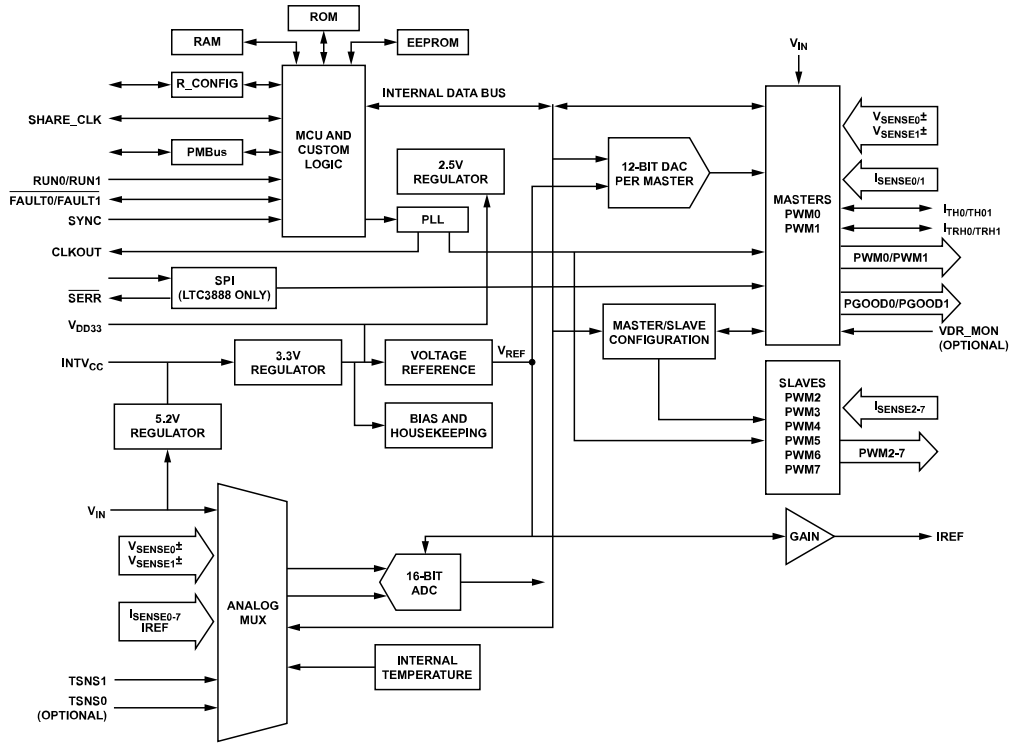 ROM
RAM
EEPROM
R_CONFIG
SHARE_CLK
PMBus
RUN0/RUN1
FAULT0/FAULT1
SYNC
CLKOUT
MCU AND
CUSTOM
LOGIC
INTERNAL DATA BUS
2.5V
REGULATOR
PLL
12-BIT DAC
PER MASTER
VIN
MASTERS
PWM0
PWM1
VSENSE0±
VSENSE1±
ISENSE0/1
ITH0/TH01
ITRH0/TRH1
PWM0/PWM1
PGOOD0/PGOOD1
VDR_MON
(OPTIONAL)
SPI
(LTC3888 ONLY)
SERR
VDD33
INTVCC
3.3V
REGULATOR
VOLTAGE
REFERENCE
VREF
MASTER/SLAVE
CONFIGURATION
5.2V
REGULATOR
BIAS AND
HOUSEKEEPING
SLAVES
PWM2
PWM3
PWM4
PWM5
PWM6
PWM7
ISENSE2-7
PWM2-7
VIN
VSENSE0±
VSENSE1±
ISENSE0-7
IREF
ANALOG
MUX
16-BIT
ADC
GAIN
IREF
INTERNAL
TEMPERATURE
TSNS1
TSNS0
(OPTIONAL)